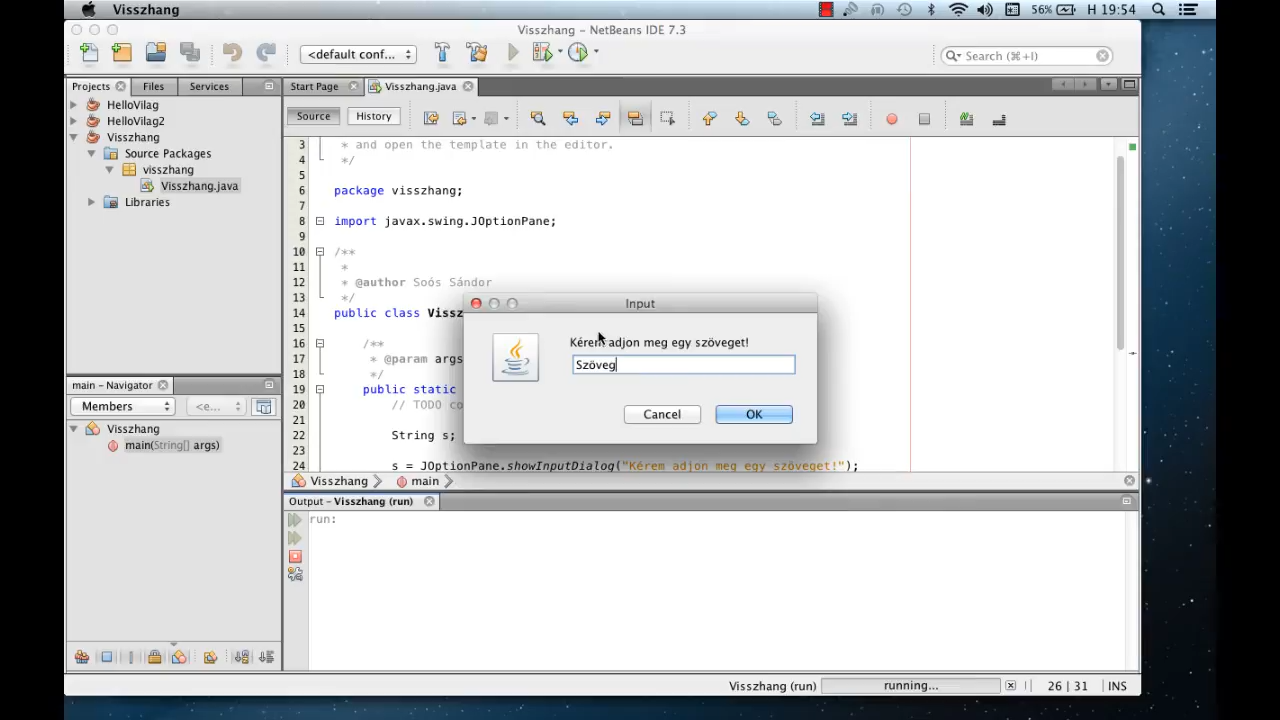 Visszhang
56%
H 19:54
Visszhang - NetBeans IDE 7.3
<default conf...
Search (⌘+I)
Projects
Files
Services
Start Page
Visszhang.java
HelloVilag
HelloVilag2
Visszhang
Source Packages
visszhang
Visszhang.java
Libraries
Source
History
3 * and open the template in the editor.
4 */
5
6 package visszhang;
7
8 import javax.swing.JOptionPane;
9
10 /**
11 *
12 * @author Soós Sándor
13 */
14 public class Vissz
15
16 /**
17 * @param args
18 */
19 public static
20 // TODO co
21
22 String s;
23
24 s = JOptionPane.showInputDialog("Kérem adjon meg egy szöveget!");
Input
Kérem adjon meg egy szöveget!
Szöveg
Cancel
OK
main - Navigator
Members
<e...
Visszhang
main(String[] args)
Visszhang
main
Output - Visszhang (run)
run:
Visszhang (run)
running...
26 | 31
INS